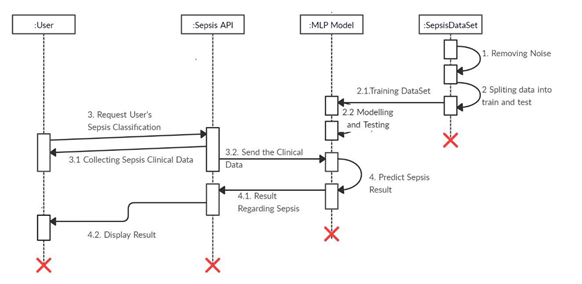 :User
:Sepsis API
:MLP Model
:SepsisDataSet
1. Removing Noise
2.1.Training DataSet
2 Spliting data into
train and test
2.2 Modelling
and Testing
3. Request User's
Sepsis Classification
3.1 Collecting Sepsis Clinical Data
3.2. Send the Clinical
Data
4. Predict Sepsis
Result
4.1. Result
Regarding Sepsis
4.2. Display Result